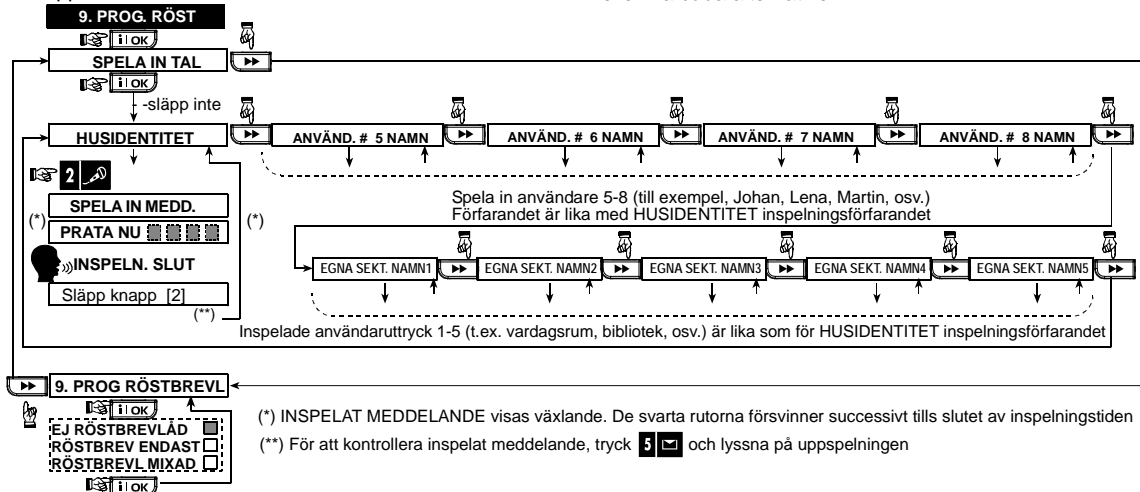 9. PROG. RÖST
i OK
SPELA IN TAL
i OK
-släpp inte
HUSIDENTITET
ANVÄND. # 5 NAMN
ANVÄND. # 6 NAMN
ANVÄND. # 7 NAMN
ANVÄND. # 8 NAMN
2
SPELA IN MEDD.
(*) PRATA NU (*)
INSPELN. SLUT
Släpp knapp [2]
(**)
Spela in användare 5-8 (till exempel, Johan, Lena, Martin, osv.)
Förfarandet är lika med HUSIDENTITET inspelningsförfarandet
EGNA SEKT. NAMN1
EGNA SEKT. NAMN2
EGNA SEKT. NAMN3
EGNA SEKT. NAMN4
EGNA SEKT. NAMN5
Inspelade användaruttryck 1-5 (t.ex. vardagsrum, bibliotek, osv.) är lika som för HUSIDENTITET inspelningsförfarandet
9. PROG RÖSTBREVL
i OK
EJ RÖSTBREVLÅD
RÖSTBREV ENDAST
RÖSTBREVL MIXAD
i OK
(*) INSPELAT MEDDELANDE visas växlande. De svarta rutorna försvinner successivt tills slutet av inspelningstiden
(**) För att kontrollera inspelat meddelande, tryck 5 och lyssna på uppspelningen